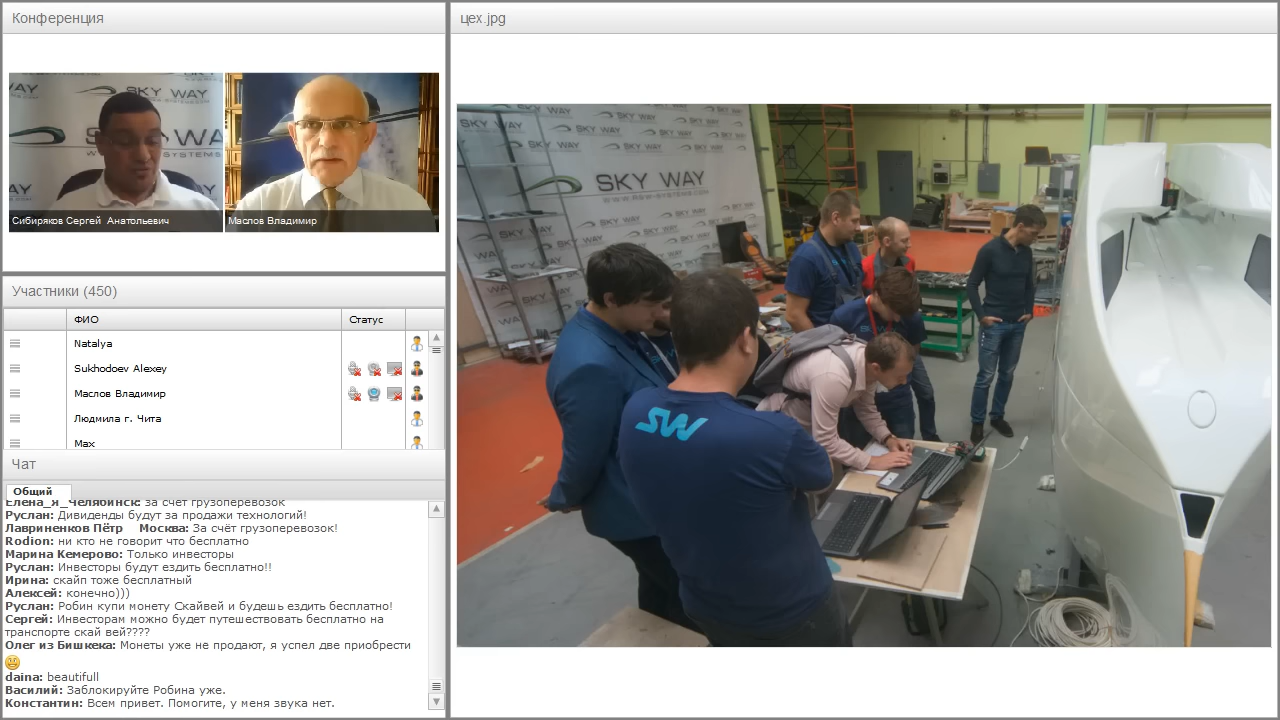 Конференция
цех.jpg
SKY WAY
SKY WAY
Сибиряков Сергей Анатольевич
Маслов Владимир
SKY WAY
WWW.RSW-SYSTEMS.COM
SW
Участники (450)
ФИО Статус
Natalya
Sukhodoev Alexey
Маслов Владимир
Людмила г. Чита
Max
Чат
Общий
Елена_Я_Челябинск: за счет грузоперевозок
Руслан: Дивиденды будут за продажи технологий!
Лавриненков Пётр Москва: За счёт грузоперевозок!
Rodion: ни кто не говорит что бесплатно
Марина Кемерово: Только инвесторы
Руслан: Инвесторы будут ездить бесплатно!!
Ирина: скайп тоже бесплатный
Алексей: конечно)))
Руслан: Робин купи монету Скайвей и будешь ездить бесплатно!
Сергей: Инвесторам можно будет путешествовать бесплатно на
транспорте скай вей????
Олег из Бишкека: Монеты уже не продают, я успел две приобрести
daina: beautifull
Василий: Заблокируйте Робина уже.
Константин: Всем привет. Помогите, у меня звука нет.